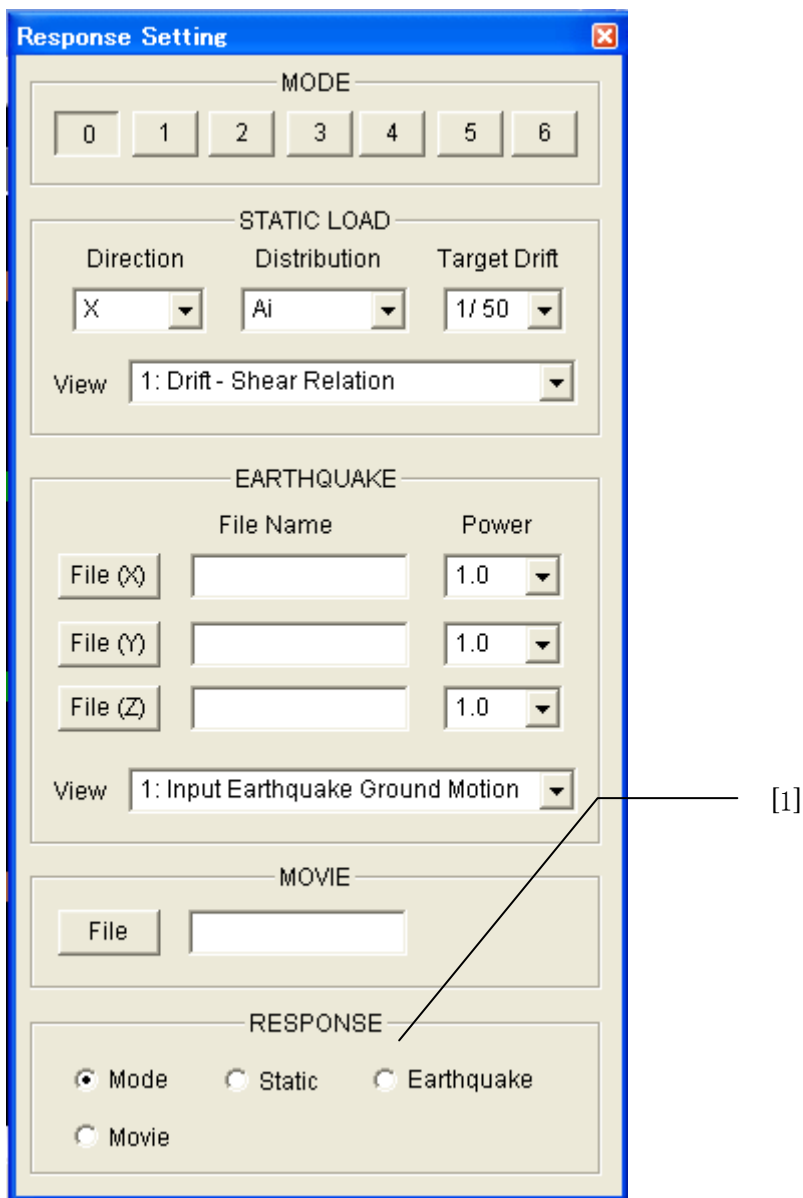 Response Setting
MODE
0 1 2 3 4 5 6
STATIC LOAD
Direction Distribution Target Drift
X Ai 1/ 50
View 1: Drift - Shear Relation
EARTHQUAKE
File Name Power
File (X) 1.0
File (Y) 1.0
File (Z) 1.0
View 1: Input Earthquake Ground Motion
[1]
MOVIE
File
RESPONSE
Mode Static Earthquake
Movie